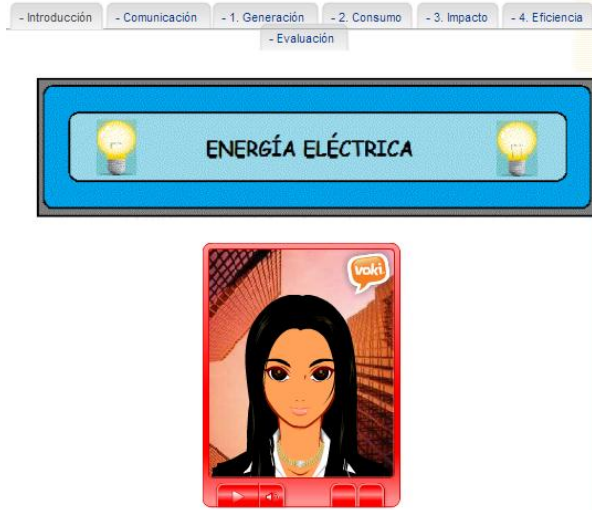 - Introducción - Comunicación - 1. Generación - 2. Consumo - 3. Impacto - 4. Eficiencia
- Evaluación
ENERGÍA ELÉCTRICA
voki